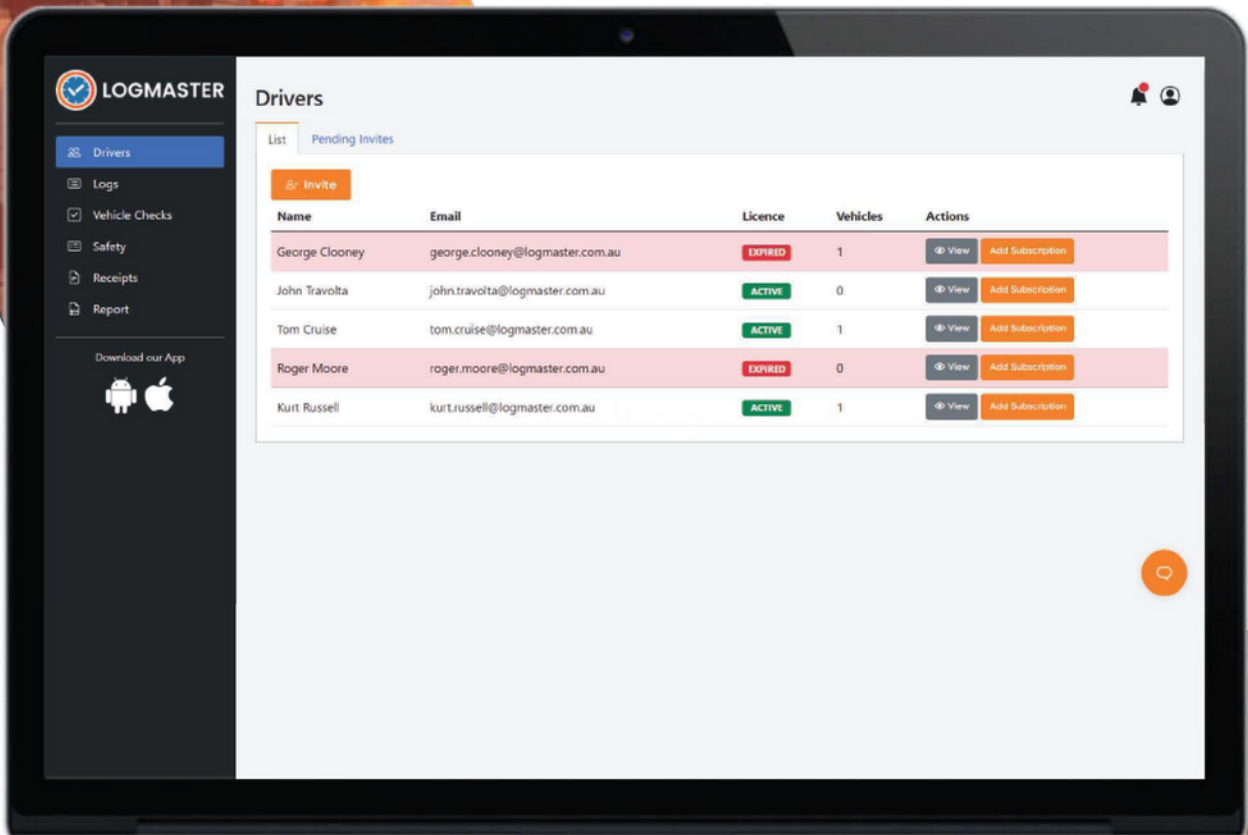 LOGMASTER
Drivers
Logs
Vehicle Checks
Safety
Receipts
Report
Download our App
Drivers
List Pending Invites
Invite
Name Email Licence Vehicles Actions
George Clooney george.clooney@logmaster.com.au EXPIRED 1 View Add Subscription
John Travolta john.travolta@logmaster.com.au ACTIVE 0 View Add Subscription
Tom Cruise tom.cruise@logmaster.com.au ACTIVE 1 View Add Subscription
Roger Moore roger.moore@logmaster.com.au EXPIRED 0 View Add Subscription
Kurt Russell kurt.russell@logmaster.com.au ACTIVE 1 View Add Subscription